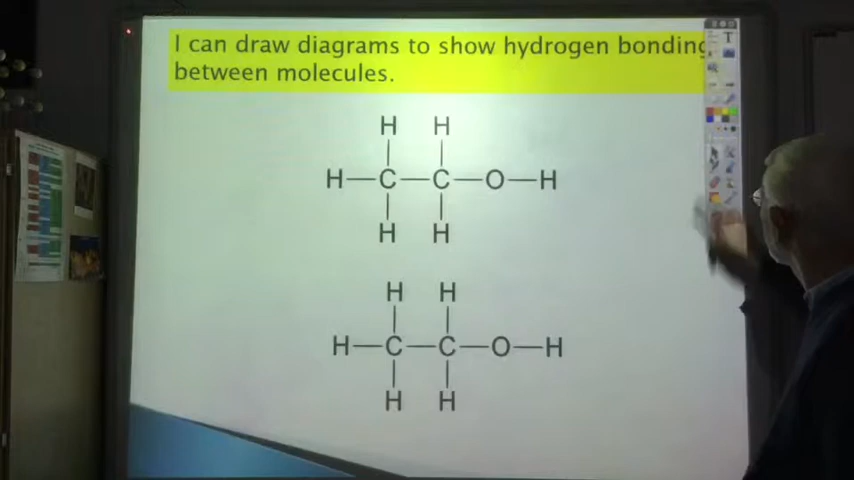 I can draw diagrams to show hydrogen bonding
between molecules.
H H
H—C—C—O—H
H H
H H
H—C—C—O—H
H H